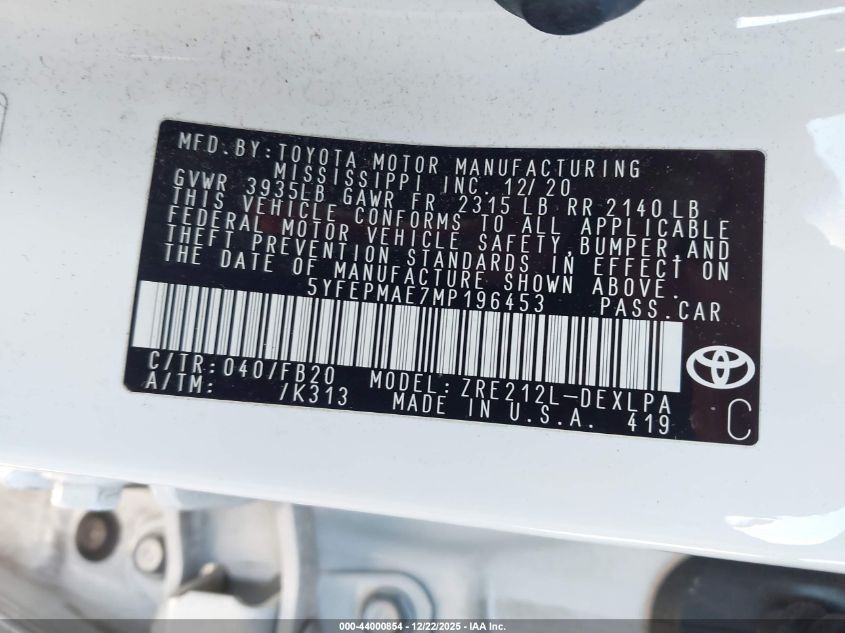 MFD.BY:TOYOTA MOTOR MANUFACTURING
MISSISSIPPI INC. 12/20
GVWR 3935LB GAWR FR 2315 LB RR 2140 LB
THIS VEHICLE CONFORMS TO ALL APPLICABLE
FEDERAL MOTOR VEHICLE SAFETY,BUMPER,AND
THEFT PREVENTION STANDARDS IN EFFECT ON
THE DATE OF MANUFACTURE SHOWN ABOVE.
5YFEPMAE7MP196453 PASS.CAR
C/TR:040/FB20 MODEL:ZRE212L-DEXLPA
A/TM: /K313 MADE IN U.S.A. 419
C
000-44000854 - 12/22/2025 - IAA Inc.